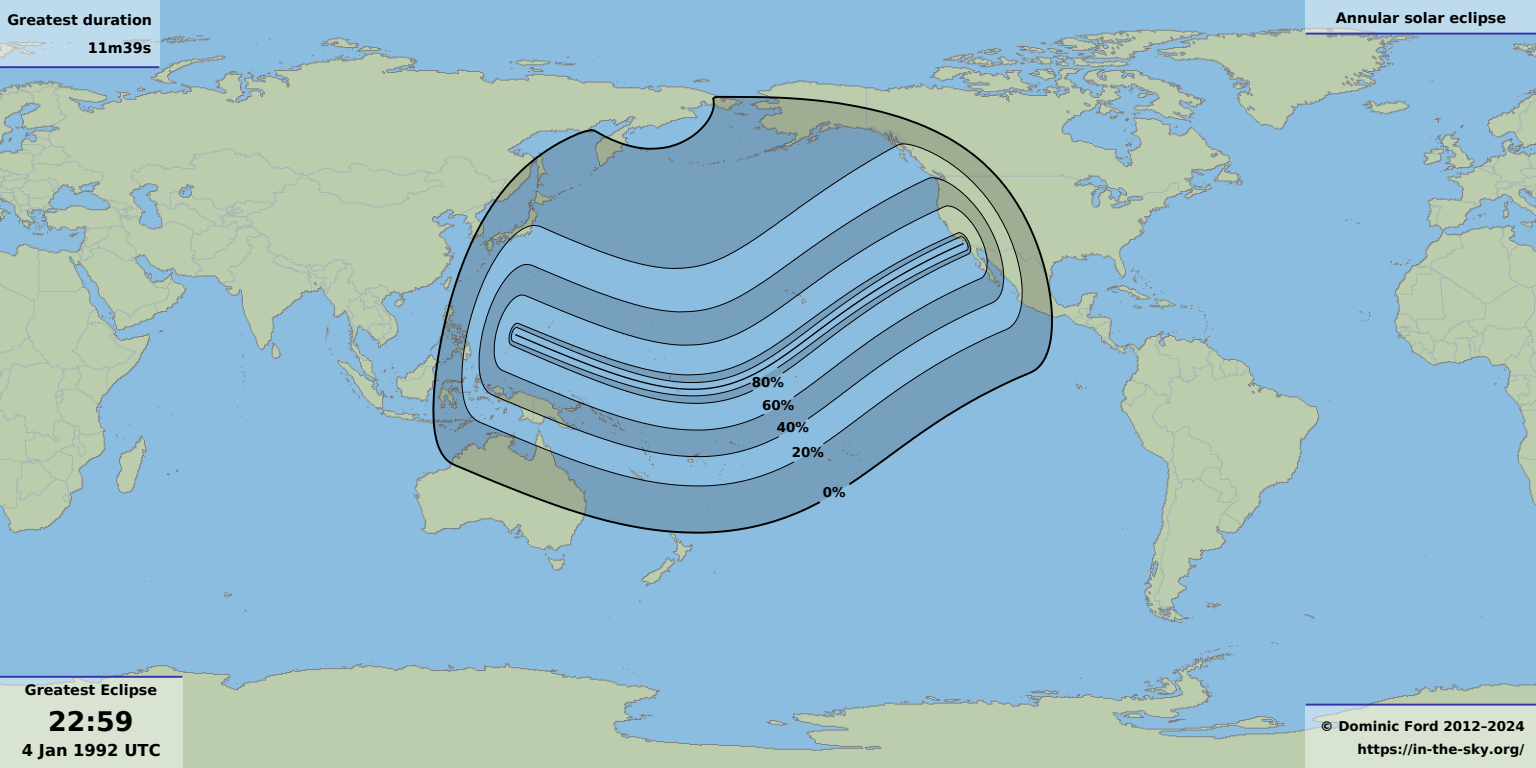 Greatest duration
11m39s
Annular solar eclipse
80%
60%
40%
20%
0%
Greatest Eclipse
22:59
4 Jan 1992 UTC
© Dominic Ford 2012–2024
https://in-the-sky.org/